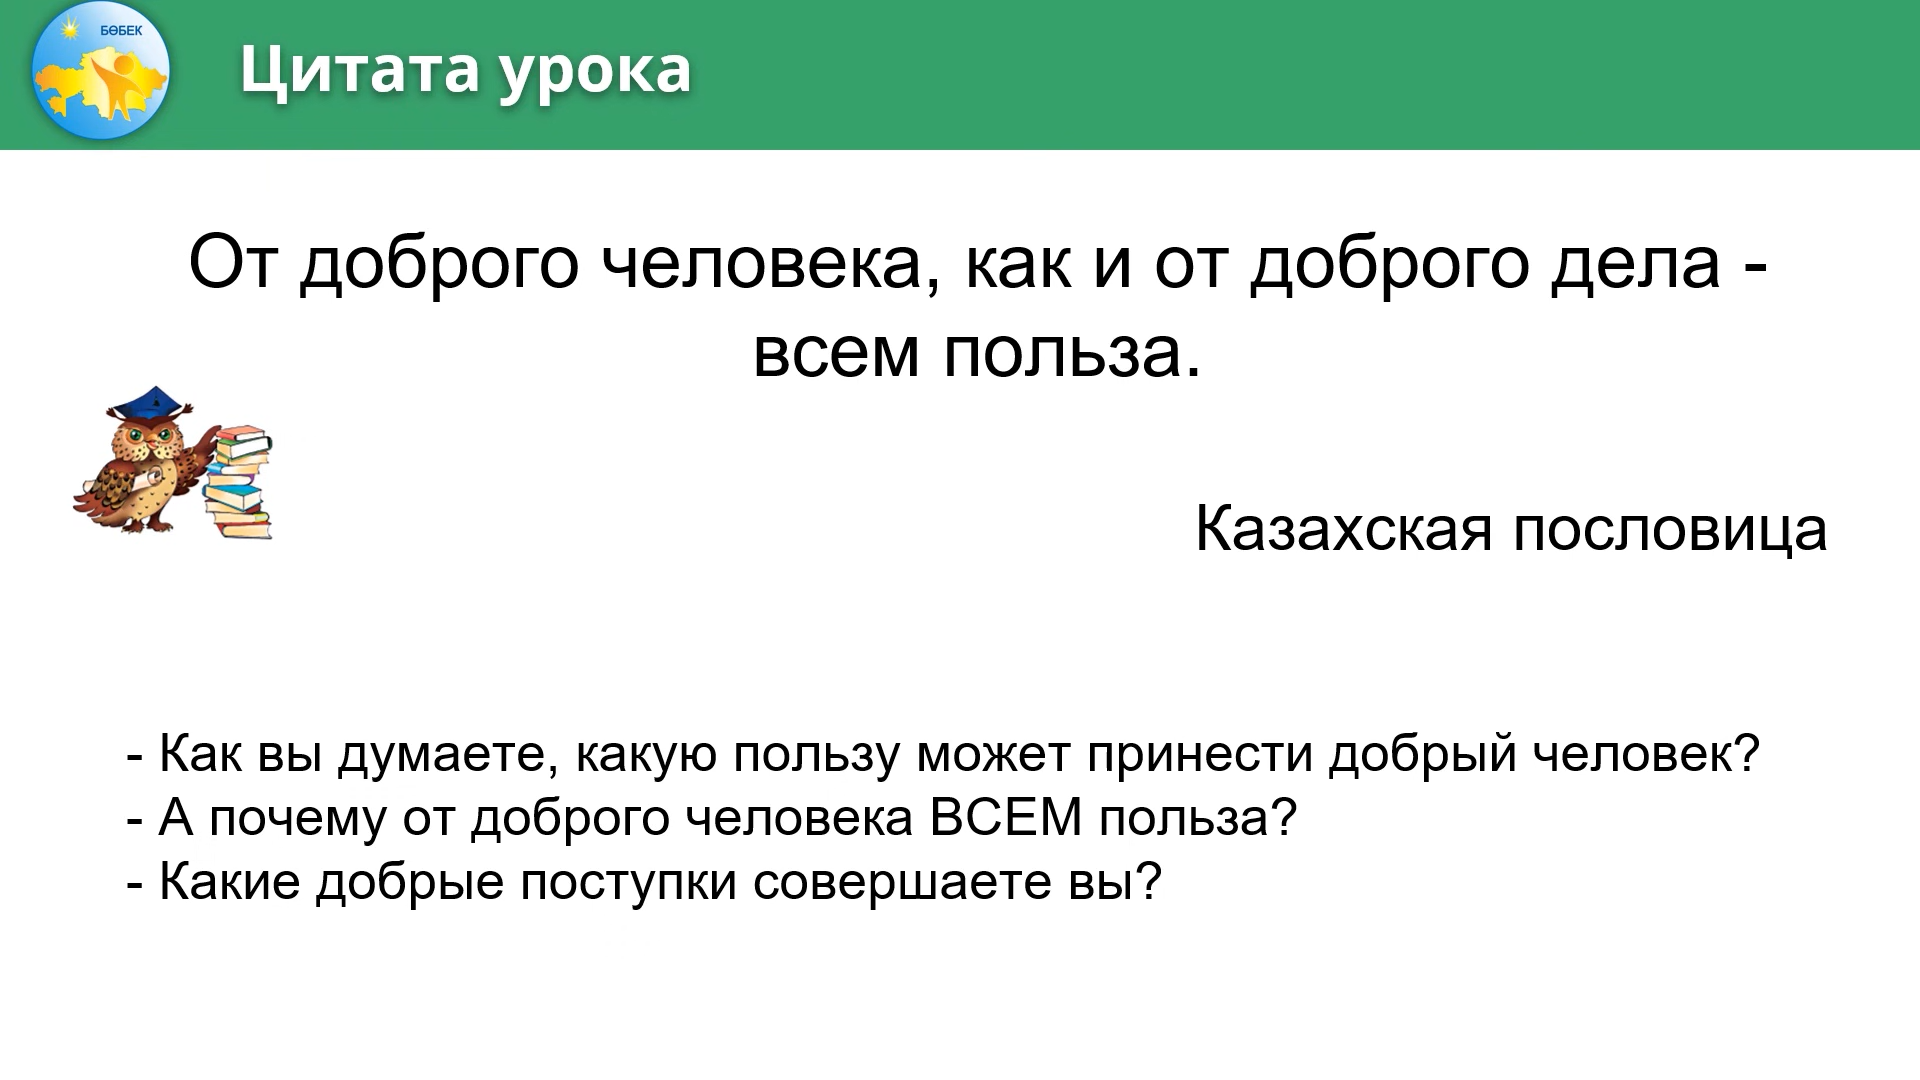 БӨБЕК
Цитата урока
От доброго человека, как и от доброго дела -
всем польза.
Казахская пословица
- Как вы думаете, какую пользу может принести добрый человек?
- А почему от доброго человека ВСЕМ польза?
- Какие добрые поступки совершаете вы?